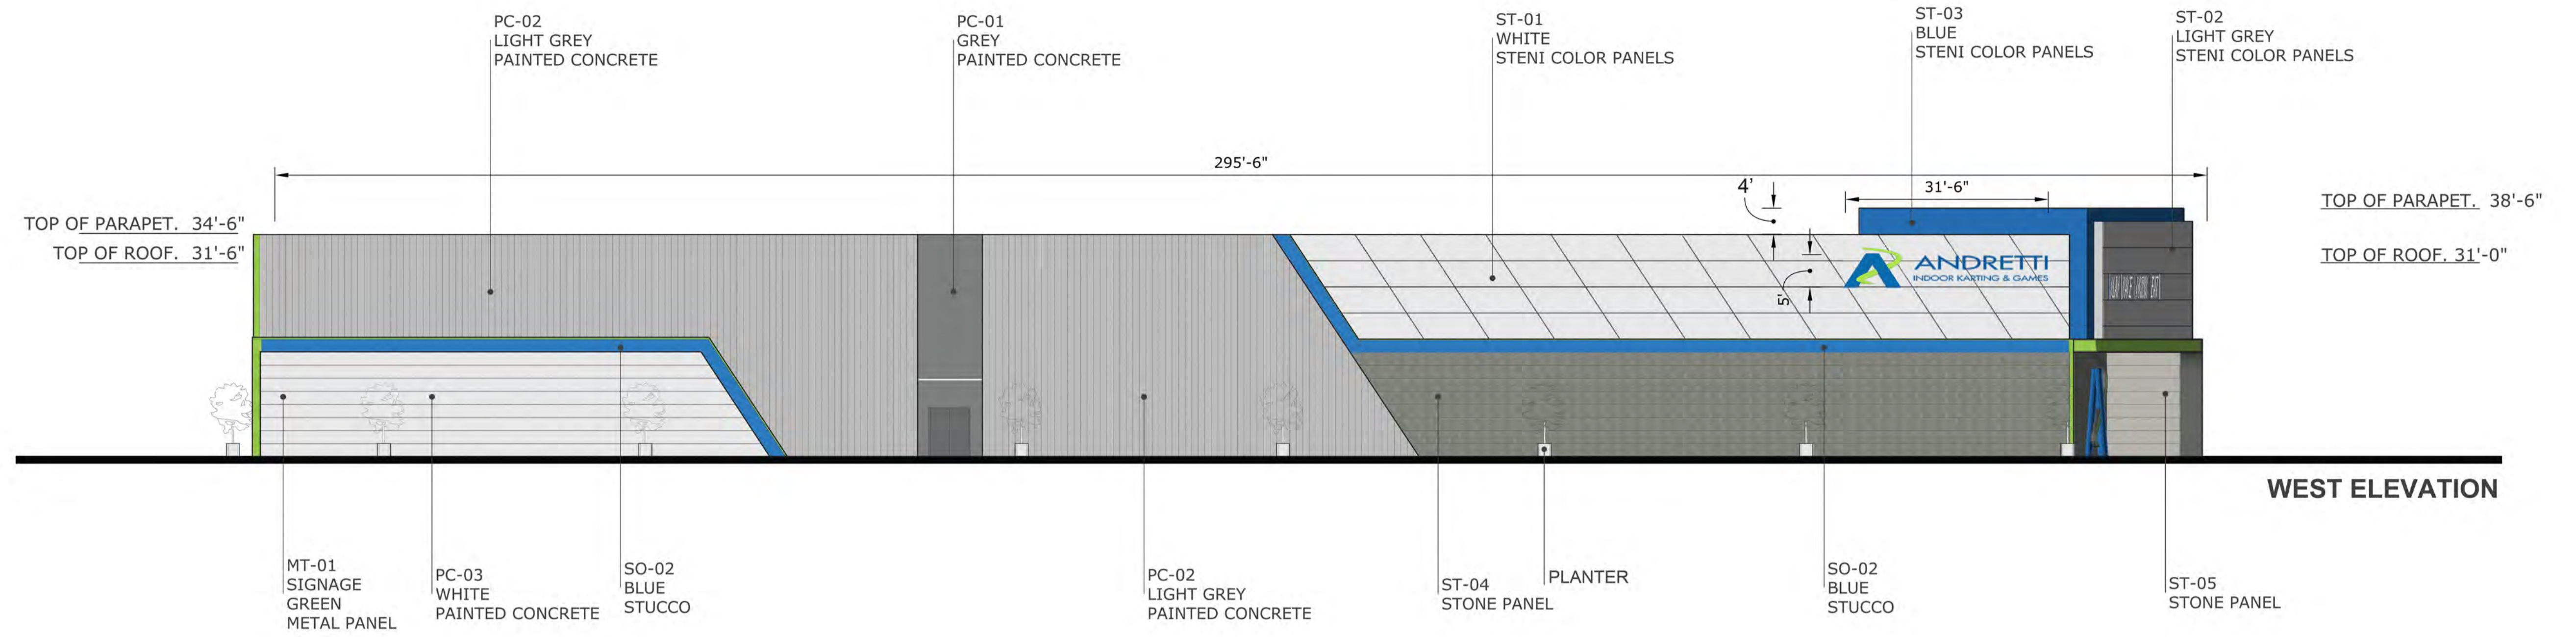 PC-02
LIGHT GREY
PAINTED CONCRETE
PC-01
GREY
PAINTED CONCRETE
ST-01
WHITE
STENI COLOR PANELS
ST-03
BLUE
STENI COLOR PANELS
ST-02
LIGHT GREY
STENI COLOR PANELS
295'-6"
4'
31'-6"
TOP OF PARAPET. 34'-6"
TOP OF ROOF. 31'-6"
TOP OF PARAPET. 38'-6"
TOP OF ROOF. 31'-0"
5'
ANDRETTI
INDOOR KARTING & GAMES
WEST ELEVATION
MT-01
SIGNAGE
GREEN
METAL PANEL
PC-03
WHITE
PAINTED CONCRETE
SO-02
BLUE
STUCCO
PC-02
LIGHT GREY
PAINTED CONCRETE
ST-04
STONE PANEL
PLANTER
SO-02
BLUE
STUCCO
ST-05
STONE PANEL